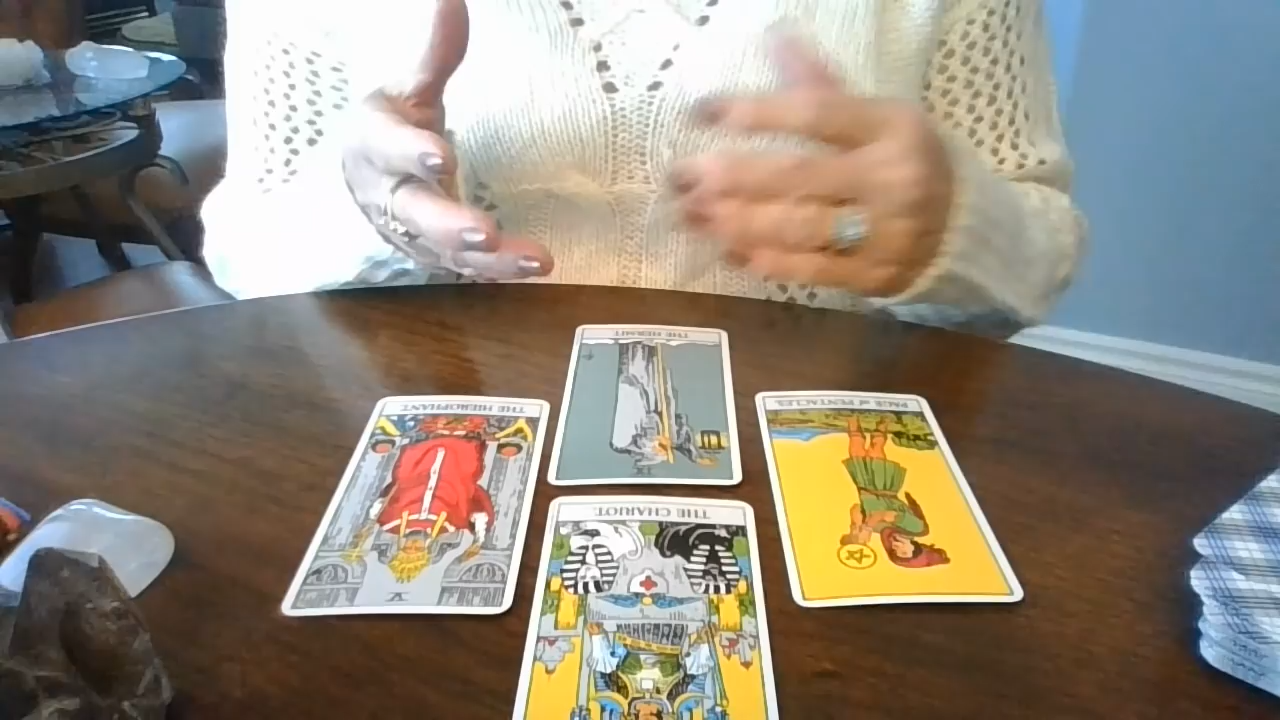 THE HERMIT.
THE HIEROPHANT.
PAGE of PENTACLES.
THE CHARIOT.
V